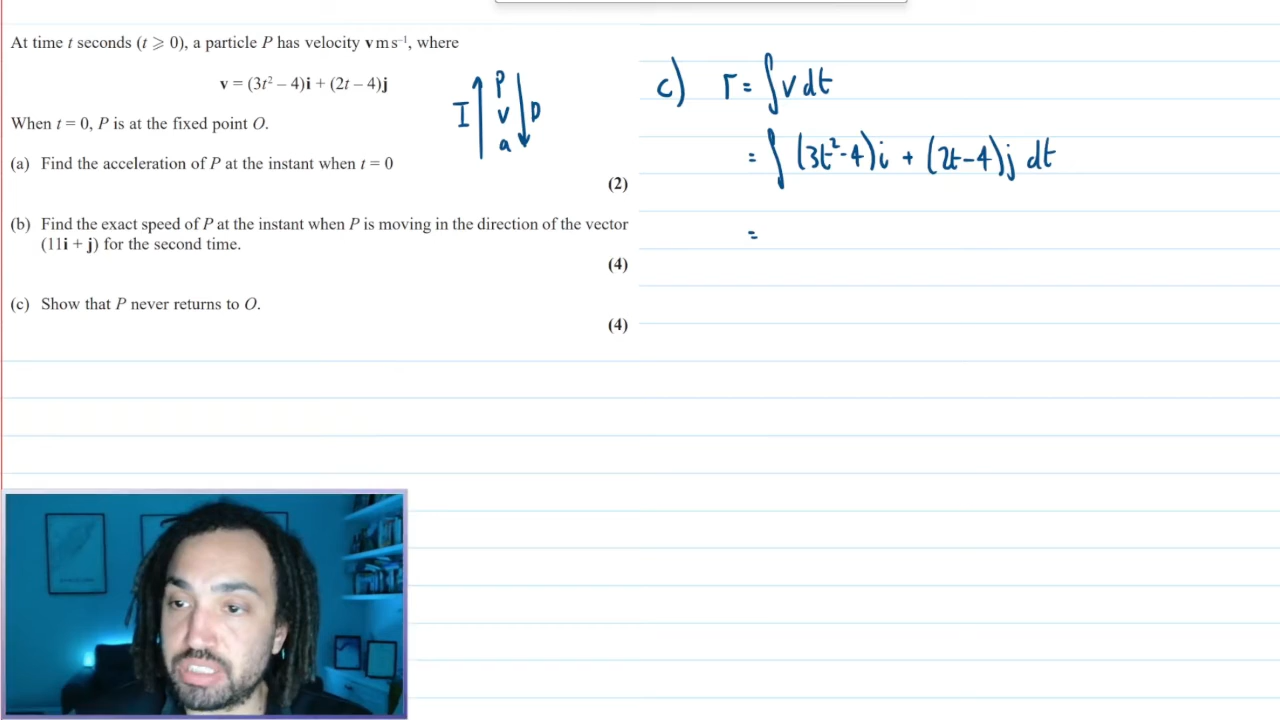 At time t seconds (t ⩾ 0), a particle P has velocity v m s⁻¹, where
v = (3t² – 4)i + (2t – 4)j
When t = 0, P is at the fixed point O.
(a) Find the acceleration of P at the instant when t = 0
(2)
(b) Find the exact speed of P at the instant when P is moving in the direction of the vector
(11i + j) for the second time.
(4)
(c) Show that P never returns to O.
(4)
P
I v D
a
c) r = ∫ v dt
= ∫ (3t² - 4)i + (2t - 4)j dt
=